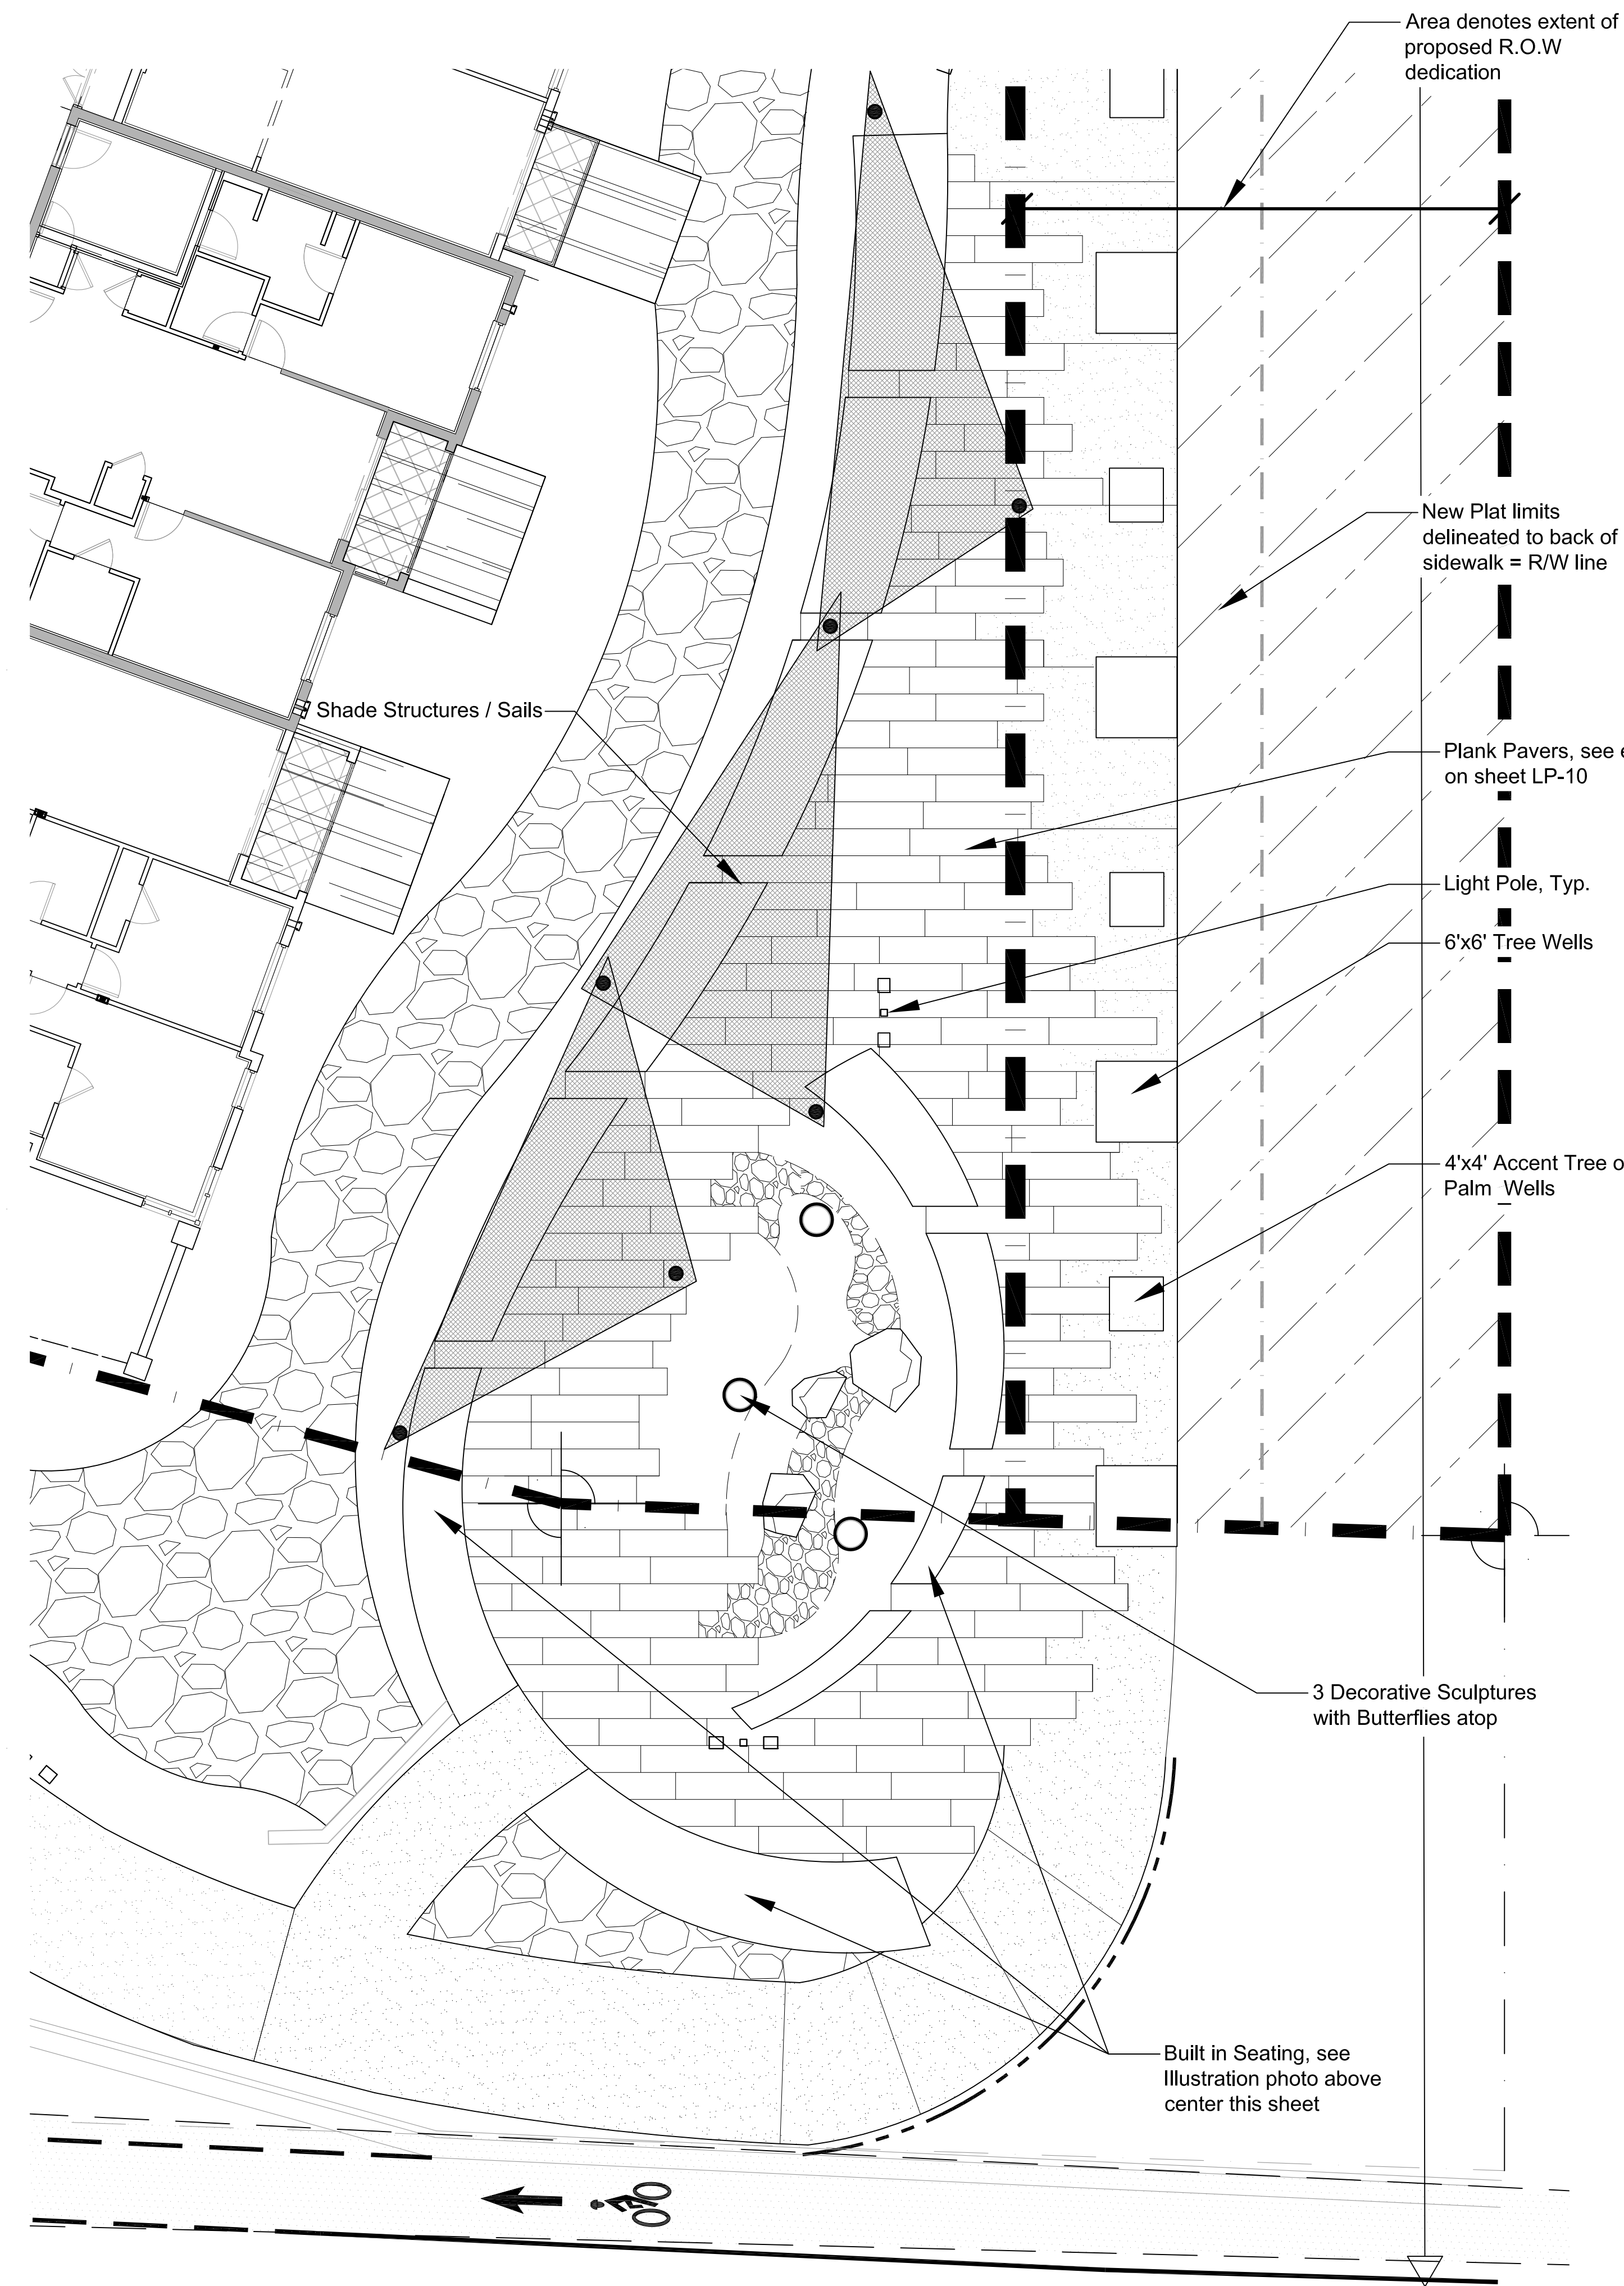 Area denotes extent of
proposed R.O.W
dedication
New Plat limits
delineated to back of
sidewalk = R/W line
Shade Structures / Sails
Plank Pavers, see
on sheet LP-10
Light Pole, Typ.
6'x6' Tree Wells
4'x4' Accent Tree
Palm Wells
3 Decorative Sculptures
with Butterflies atop
Built in Seating, see
Illustration photo above
center this sheet